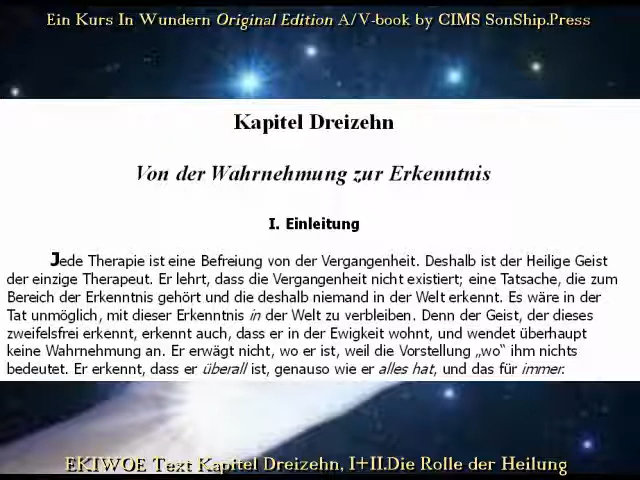 Ein Kurs In Wundern Original Edition A/V-book by CIMS SonShip.Press
Kapitel Dreizehn
Von der Wahrnehmung zur Erkenntnis
I. Einleitung
Jede Therapie ist eine Befreiung von der Vergangenheit. Deshalb ist der Heilige Geist
der einzige Therapeut. Er lehrt, dass die Vergangenheit nicht existiert; eine Tatsache, die zum
Bereich der Erkenntnis gehört und die deshalb niemand in der Welt erkennt. Es wäre in der
Tat unmöglich, mit dieser Erkenntnis in der Welt zu verbleiben. Denn der Geist, der dieses
zweifelsfrei erkennt, erkennt auch, dass er in der Ewigkeit wohnt, und wendet überhaupt
keine Wahrnehmung an. Er erwägt nicht, wo er ist, weil die Vorstellung „wo“ ihm nichts
bedeutet. Er erkennt, dass er überall ist, genauso wie er alles hat, und das für immer.
EKIWOE Text Kapitel Dreizehn, I+II.Die Rolle der Heilung